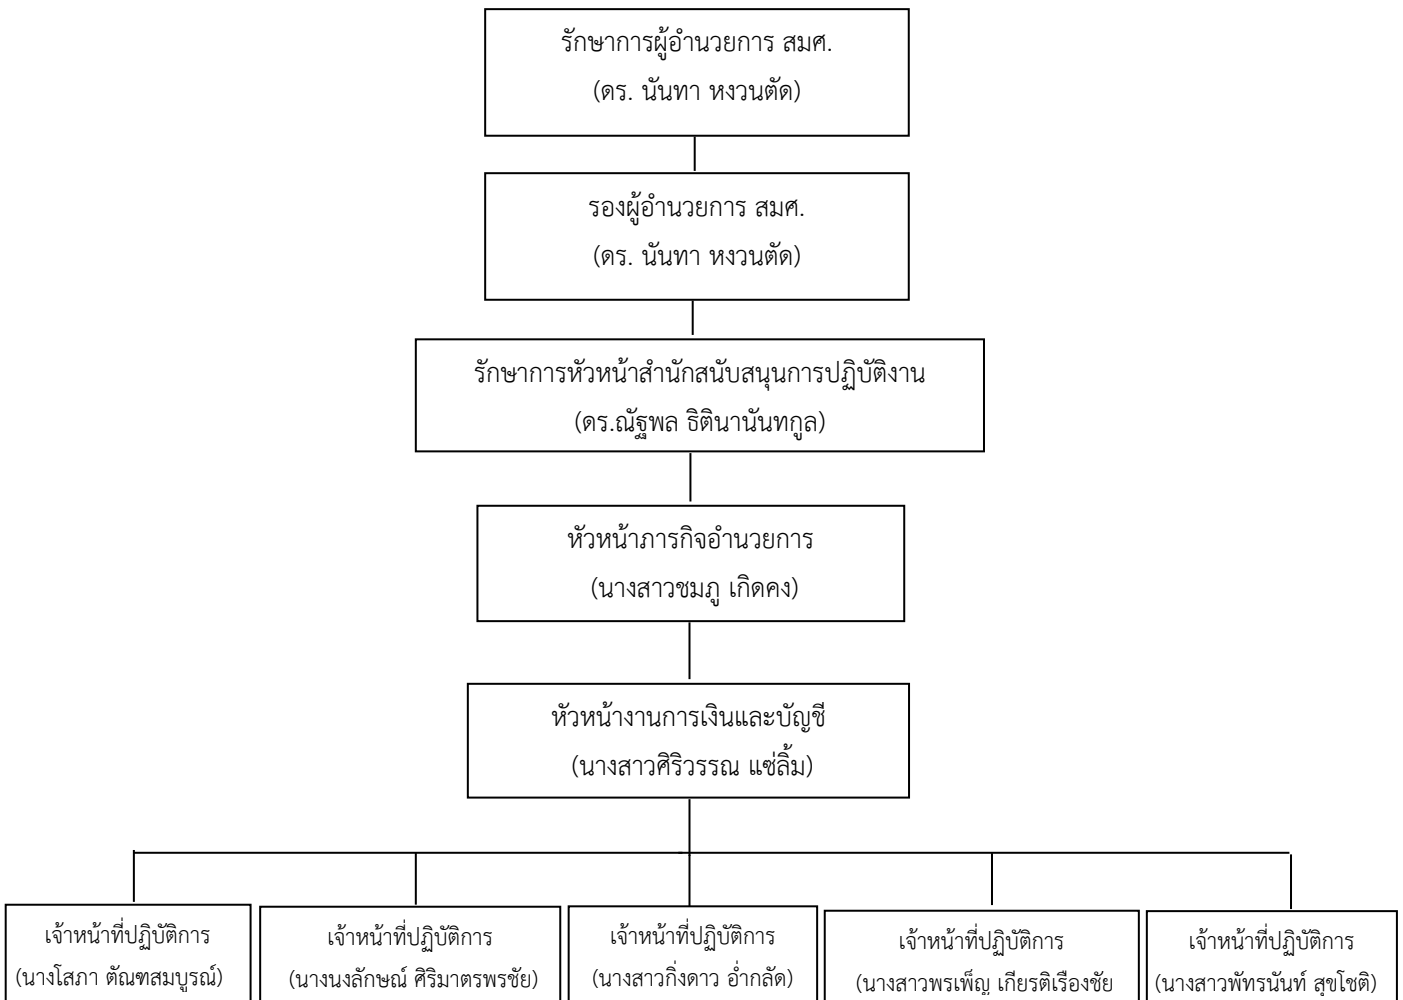 รักษาการผู้อำนวยการ สมศ.
(ดร. นันทา หงวนตัด)
รองผู้อำนวยการ สมศ.
(ดร. นันทา หงวนตัด)
รักษาการหัวหน้าสำนักสนับสนุนการปฏิบัติงาน
(ดร.ณัฐพล ธิตินานันทกูล)
หัวหน้าภารกิจอำนวยการ
(นางสาวชมภู เกิดคง)
หัวหน้างานการเงินและบัญชี
(นางสาวศิริวรรณ แซ่ลิ้ม)
เจ้าหน้าที่ปฏิบัติการ
(นางโสภา ตัณฑสมบูรณ์)
เจ้าหน้าที่ปฏิบัติการ
(นางนงลักษณ์ ศิริมาตรพรชัย)
เจ้าหน้าที่ปฏิบัติการ
(นางสาวกิ่งดาว อ่ำกลัด)
เจ้าหน้าที่ปฏิบัติการ
(นางสาวพรเพ็ญ เกียรติเรืองชัย
เจ้าหน้าที่ปฏิบัติการ
(นางสาวพัทรนันท์ สุขโชติ)